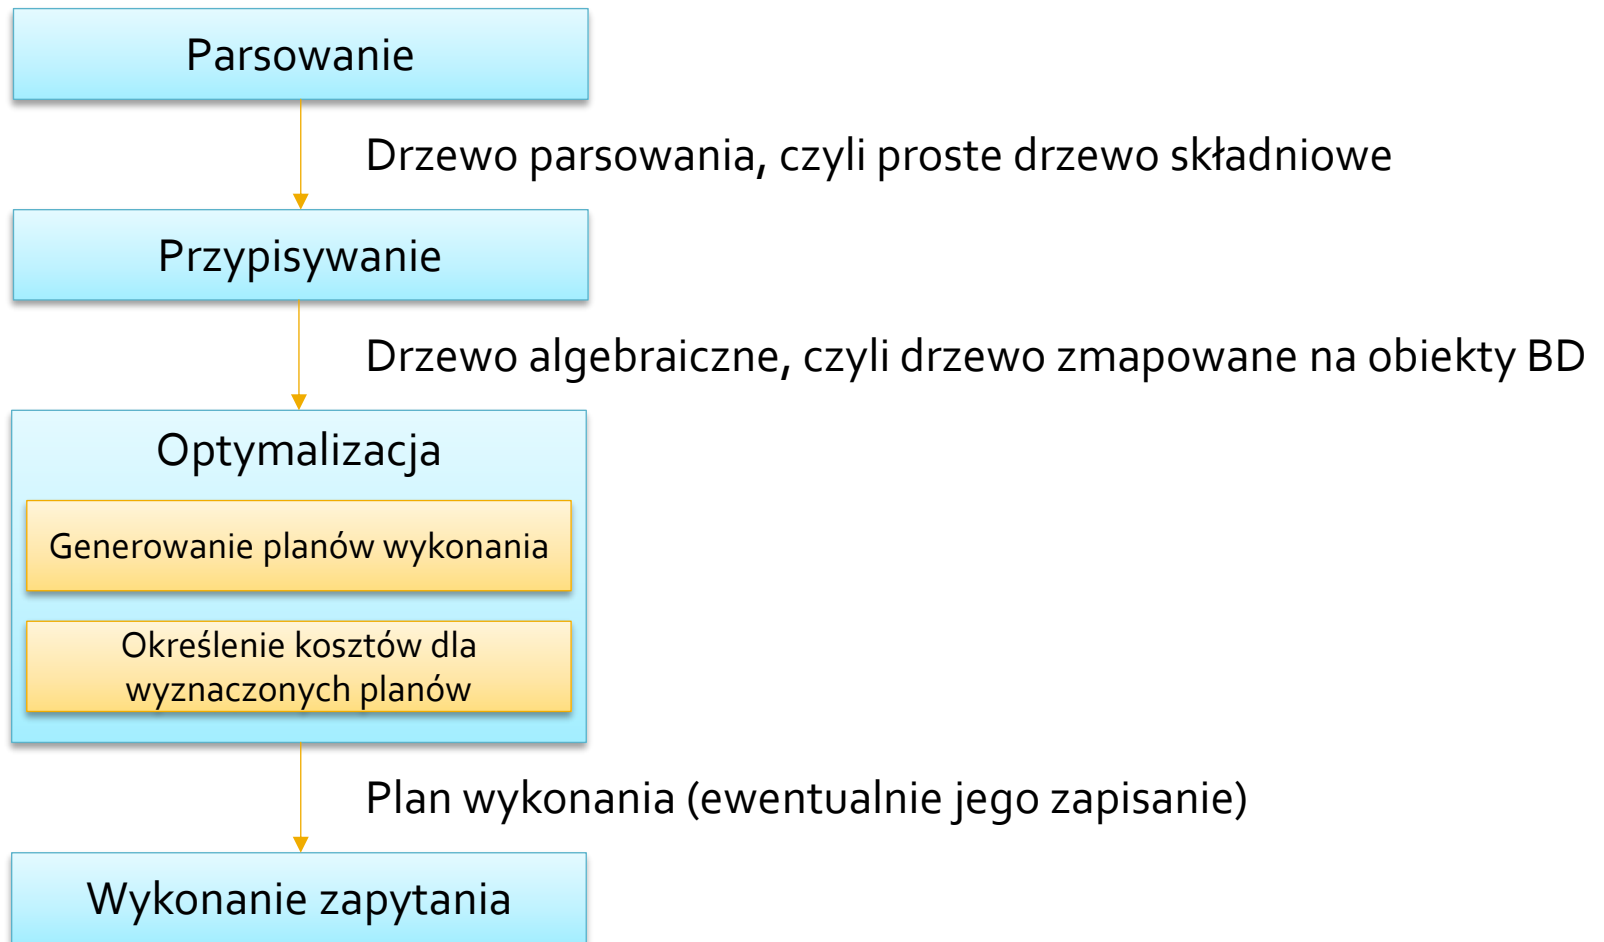 Parsowanie
Drzewo parsowania, czyli proste drzewo składniowe
Przypisywanie
Drzewo algebraiczne, czyli drzewo zmapowane na obiekty BD
Optymalizacja
Generowanie planów wykonania
Określenie kosztów dla
wyznaczonych planów
Plan wykonania (ewentualnie jego zapisanie)
Wykonanie zapytania